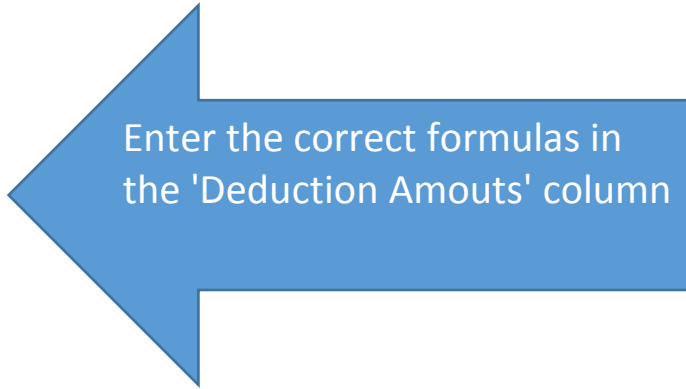 Enter the correct formulas in
the 'Deduction Amouts' column